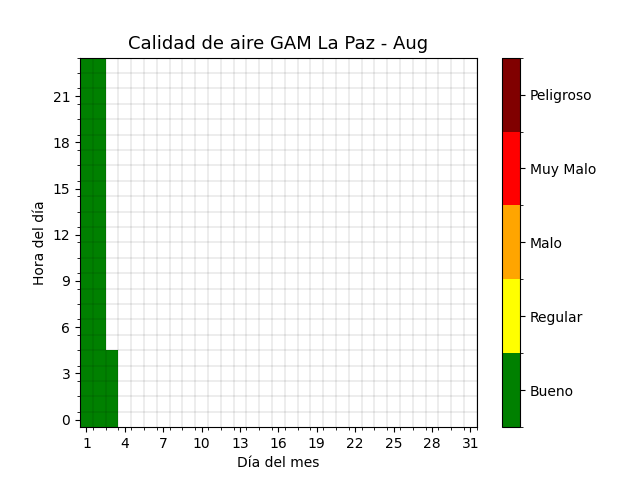 Calidad de aire GAM La Paz - Aug
Hora del día
21
18
15
12
9
6
3
0
1 4 7 10 13 16 19 22 25 28 31
Día del mes
Peligroso
Muy Malo
Malo
Regular
Bueno